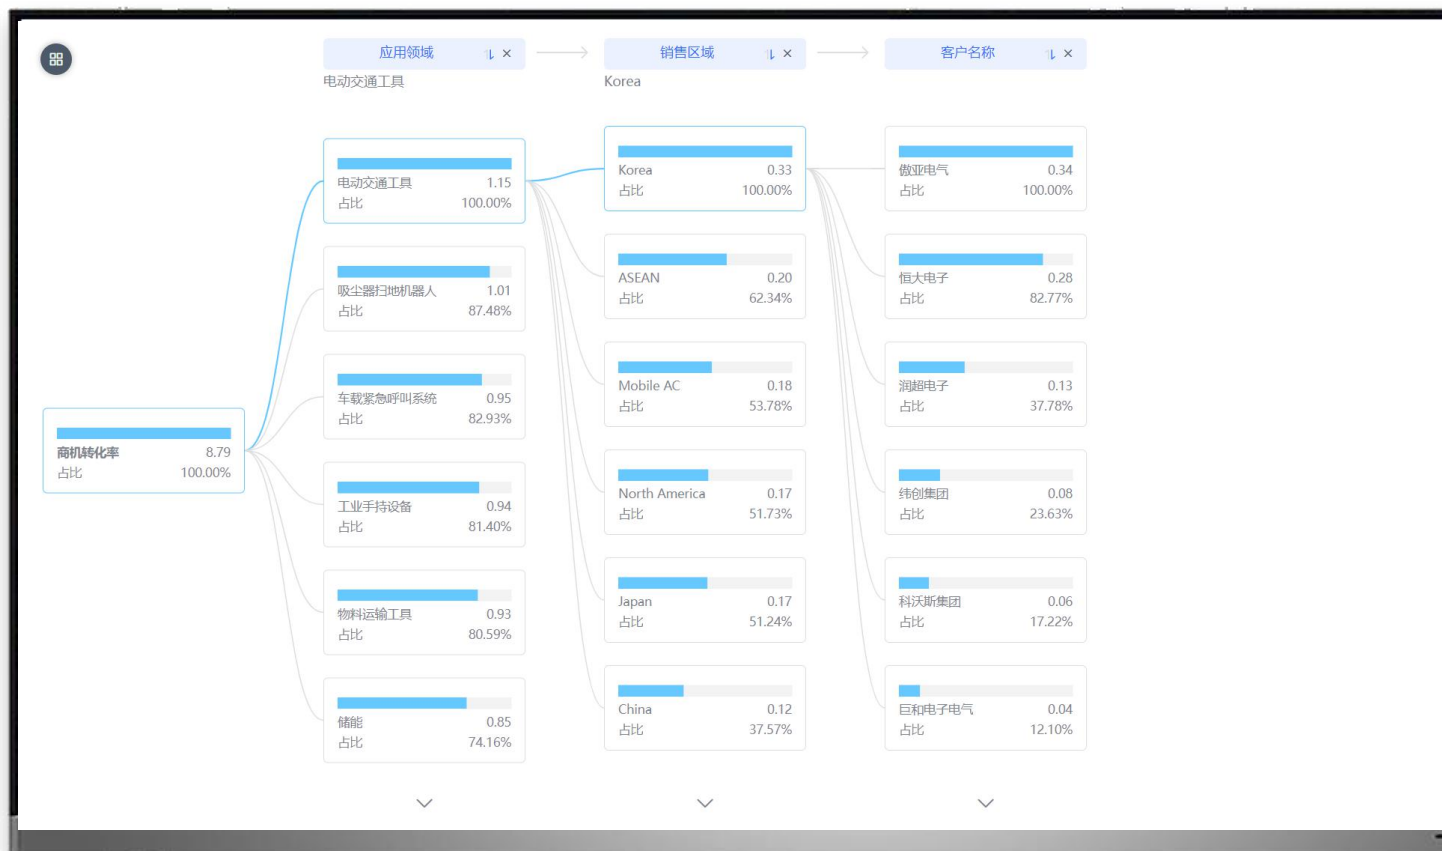 应用领域
销售区域
客户名称
电动交通工具
Korea
商机转化率 8.79
占比 100.00%
电动交通工具 1.15
占比 100.00%
吸尘器扫地机器人 1.01
占比 87.48%
车载紧急呼叫系统 0.95
占比 82.93%
工业手持设备 0.94
占比 81.40%
物料运输工具 0.93
占比 80.59%
储能 0.85
占比 74.16%
Korea 0.33
占比 100.00%
ASEAN 0.20
占比 62.34%
Mobile AC 0.18
占比 53.78%
North America 0.17
占比 51.73%
Japan 0.17
占比 51.24%
China 0.12
占比 37.57%
傲亚电气 0.34
占比 100.00%
恒大电子 0.28
占比 82.77%
润超电子 0.13
占比 37.78%
纬创集团 0.08
占比 23.63%
科沃斯集团 0.06
占比 17.22%
巨和电子电气 0.04
占比 12.10%